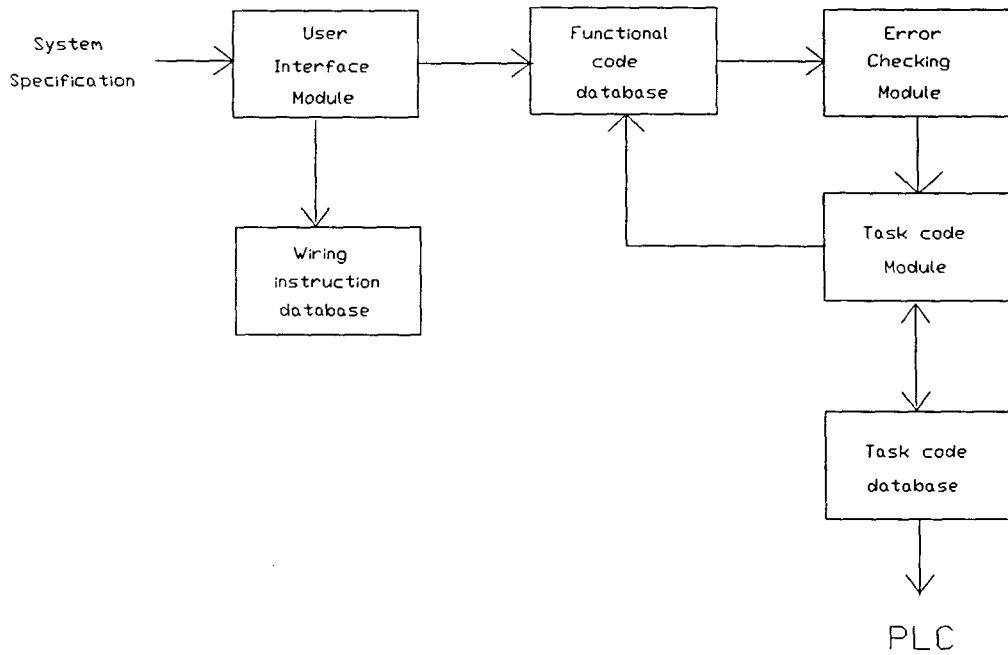 System
Specification
User
Interface
Module
Functional
code
database
Error
Checking
Module
Wiring
instruction
database
Task code
Module
Task code
database
PLC